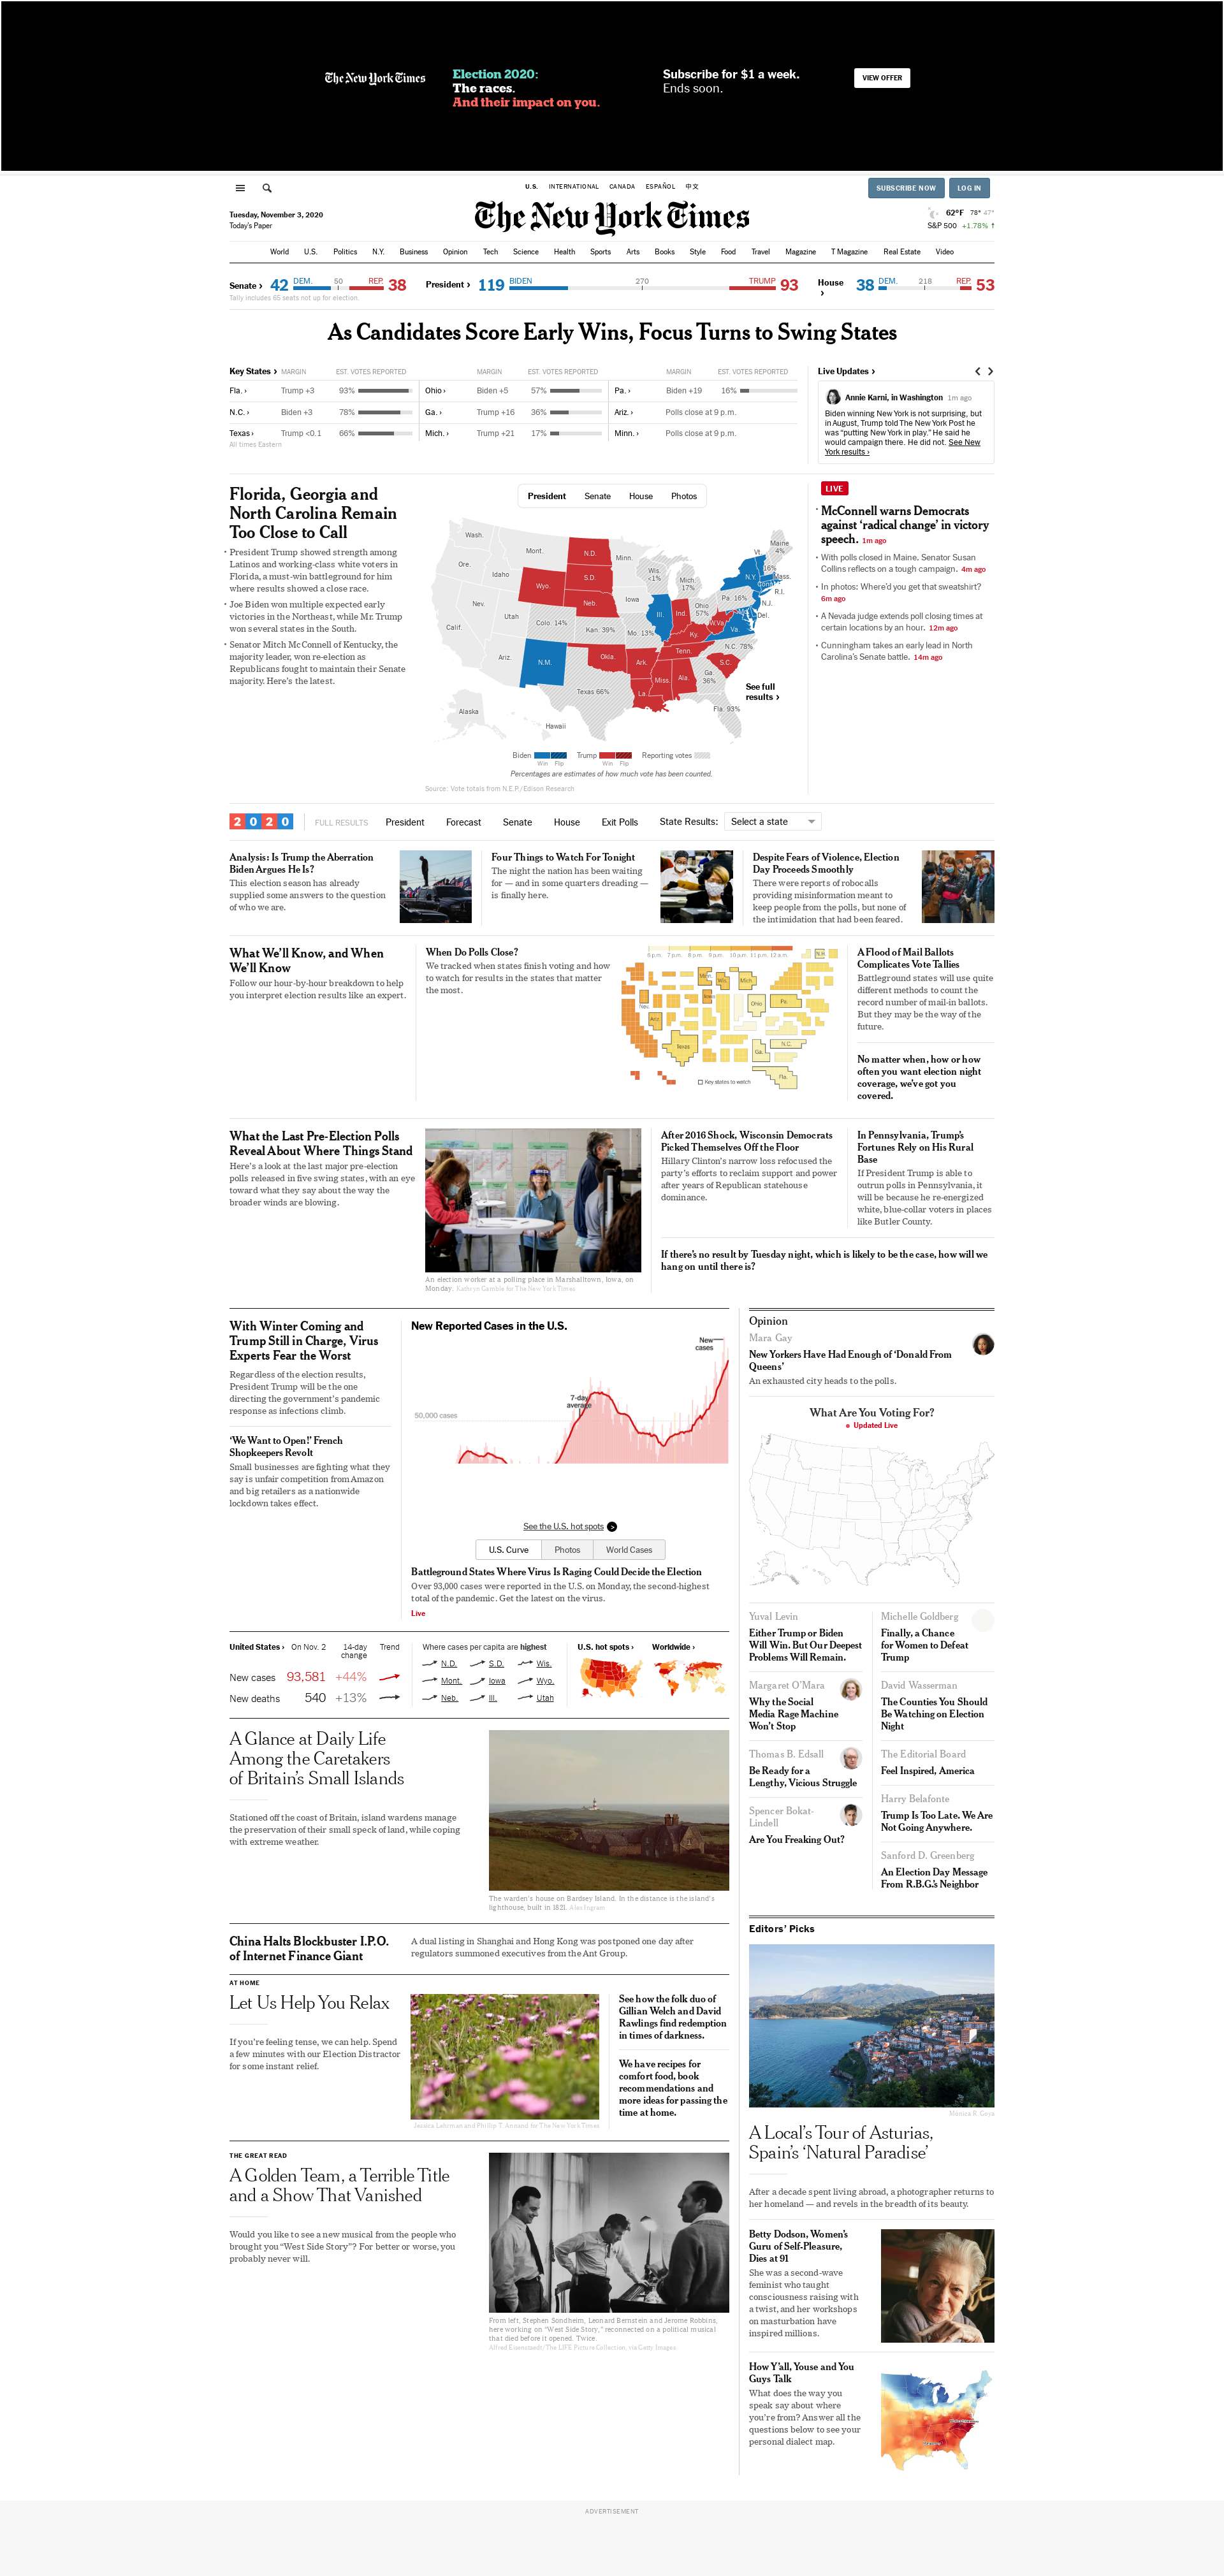 The New York Times
Election 2020:
The races.
And their impact on you.
Subscribe for $1 a week.
Ends soon.
VIEW OFFER
U.S. INTERNATIONAL CANADA ESPAÑOL 中文
SUBSCRIBE NOW LOG IN
Tuesday, November 3, 2020
Today's Paper
The New York Times
62°F 78° 47°
S&P 500 +1.78%
World U.S. Politics N.Y. Business Opinion Tech Science Health Sports Arts Books Style Food Travel Magazine T Magazine Real Estate Video
Senate › 42 DEM. 50 REP. 38
Tally includes 65 seats not up for election.
President › 119 BIDEN 270 TRUMP 93
House › 38 DEM. 218 REP. 53
As Candidates Score Early Wins, Focus Turns to Swing States
Key States › MARGIN EST. VOTES REPORTED MARGIN EST. VOTES REPORTED MARGIN EST. VOTES REPORTED
Fla. › Trump +3 93% Ohio › Biden +5 57% Pa. › Biden +19 16%
N.C. › Biden +3 78% Ga. › Trump +16 36% Ariz. › Polls close at 9 p.m.
Texas › Trump <0.1 66% Mich. › Trump +21 17% Minn. › Polls close at 9 p.m.
All times Eastern
Live Updates ›
Annie Karni, in Washington 1m ago
Biden winning New York is not surprising, but
in August, Trump told The New York Post he
was "putting New York in play." He said he
would campaign there. He did not. See New
York results ›
Florida, Georgia and
North Carolina Remain
Too Close to Call
• President Trump showed strength among
Latinos and working-class white voters in
Florida, a must-win battleground for him
where results showed a close race.
• Joe Biden won multiple expected early
victories in the Northeast, while Mr. Trump
won several states in the South.
• Senator Mitch McConnell of Kentucky, the
majority leader, won re-election as
Republicans fought to maintain their Senate
majority. Here's the latest.
President Senate House Photos
Wash.
Ore.
Calif.
Nev.
Idaho
Mont.
Wyo.
Utah
Ariz.
Colo. 14%
N.M.
N.D.
S.D.
Neb.
Kan. 39%
Okla.
Texas 66%
Minn.
Iowa
Mo. 13%
Ark.
La.
Wis.
<1%
Ill.
Mich.
17%
Ind.
Ohio
57%
Ky.
Tenn.
Miss.
Ala.
Ga.
36%
Fla. 93%
S.C.
N.C. 78%
Va.
W.Va.
Pa. 16%
N.Y.
Vt.
16%
Maine
4%
Mass.
Conn.
R.I.
N.J.
Del.
Alaska
Hawaii
See full
results ›
Biden Trump Reporting votes
Win Flip Win Flip
Percentages are estimates of how much vote has been counted.
Source: Vote totals from N.E.P./Edison Research
LIVE
• McConnell warns Democrats
against 'radical change' in victory
speech. 1m ago
• With polls closed in Maine, Senator Susan
Collins reflects on a tough campaign. 4m ago
• In photos: Where'd you get that sweatshirt?
6m ago
• A Nevada judge extends poll closing times at
certain locations by an hour. 12m ago
• Cunningham takes an early lead in North
Carolina's Senate battle. 14m ago
2020 FULL RESULTS President Forecast Senate House Exit Polls State Results: Select a state
Analysis: Is Trump the Aberration
Biden Argues He Is?
This election season has already
supplied some answers to the question
of who we are.
Four Things to Watch For Tonight
The night the nation has been waiting
for — and in some quarters dreading —
is finally here.
Despite Fears of Violence, Election
Day Proceeds Smoothly
There were reports of robocalls
providing misinformation meant to
keep people from the polls, but none of
the intimidation that had been feared.
What We'll Know, and When
We'll Know
Follow our hour-by-hour breakdown to help
you interpret election results like an expert.
When Do Polls Close?
We tracked when states finish voting and how
to watch for results in the states that matter
the most.
6 p.m. 7 p.m. 8 p.m. 9 p.m. 10 p.m. 11 p.m. 12 a.m.
N.H.
Minn.
Wis.
Mich.
Iowa
Ohio
Pa.
Nev.
Ariz.
Texas
N.C.
Ga.
Fla.
Key states to watch
A Flood of Mail Ballots
Complicates Vote Tallies
Battleground states will use quite
different methods to count the
record number of mail-in ballots.
But they may be the way of the
future.
No matter when, how or how
often you want election night
coverage, we've got you
covered.
What the Last Pre-Election Polls
Reveal About Where Things Stand
Here's a look at the last major pre-election
polls released in five swing states, with an eye
toward what they say about the way the
broader winds are blowing.
An election worker at a polling place in Marshalltown, Iowa, on
Monday. Kathryn Gamble for The New York Times
After 2016 Shock, Wisconsin Democrats
Picked Themselves Off the Floor
Hillary Clinton's narrow loss refocused the
party's efforts to reclaim support and power
after years of Republican statehouse
dominance.
In Pennsylvania, Trump's
Fortunes Rely on His Rural
Base
If President Trump is able to
outrun polls in Pennsylvania, it
will be because he re-energized
white, blue-collar voters in places
like Butler County.
If there's no result by Tuesday night, which is likely to be the case, how will we
hang on until there is?
With Winter Coming and
Trump Still in Charge, Virus
Experts Fear the Worst
Regardless of the election results,
President Trump will be the one
directing the government's pandemic
response as infections climb.
'We Want to Open!' French
Shopkeepers Revolt
Small businesses are fighting what they
say is unfair competition from Amazon
and big retailers as a nationwide
lockdown takes effect.
New Reported Cases in the U.S.
New
cases
7-day
average
50,000 cases
See the U.S. hot spots
U.S. Curve Photos World Cases
Battleground States Where Virus Is Raging Could Decide the Election
Over 93,000 cases were reported in the U.S. on Monday, the second-highest
total of the pandemic. Get the latest on the virus.
Live
United States › On Nov. 2 14-day
change Trend
New cases 93,581 +44%
New deaths 540 +13%
Where cases per capita are highest
N.D. S.D. Wis.
Mont. Iowa Wyo.
Neb. Ill. Utah
U.S. hot spots › Worldwide ›
A Glance at Daily Life
Among the Caretakers
of Britain's Small Islands
Stationed off the coast of Britain, island wardens manage
the preservation of their small speck of land, while coping
with extreme weather.
The warden's house on Bardsey Island. In the distance is the island's
lighthouse, built in 1821. Alex Ingram
China Halts Blockbuster I.P.O.
of Internet Finance Giant
A dual listing in Shanghai and Hong Kong was postponed one day after
regulators summoned executives from the Ant Group.
AT HOME
Let Us Help You Relax
If you're feeling tense, we can help. Spend
a few minutes with our Election Distractor
for some instant relief.
Jessica Lehrman and Phillip T. Annand for The New York Times
See how the folk duo of
Gillian Welch and David
Rawlings find redemption
in times of darkness.
We have recipes for
comfort food, book
recommendations and
more ideas for passing the
time at home.
THE GREAT READ
A Golden Team, a Terrible Title
and a Show That Vanished
Would you like to see a new musical from the people who
brought you "West Side Story"? For better or worse, you
probably never will.
From left, Stephen Sondheim, Leonard Bernstein and Jerome Robbins,
here working on "West Side Story," reconnected on a political musical
that died before it opened. Twice.
Alfred Eisenstaedt/The LIFE Picture Collection, via Getty Images
Opinion
Mara Gay
New Yorkers Have Had Enough of 'Donald From
Queens'
An exhausted city heads to the polls.
What Are You Voting For?
Updated Live
Yuval Levin
Either Trump or Biden
Will Win. But Our Deepest
Problems Will Remain.
Margaret O'Mara
Why the Social
Media Rage Machine
Won't Stop
Thomas B. Edsall
Be Ready for a
Lengthy, Vicious Struggle
Spencer Bokat-
Lindell
Are You Freaking Out?
Michelle Goldberg
Finally, a Chance
for Women to Defeat
Trump
David Wasserman
The Counties You Should
Be Watching on Election
Night
The Editorial Board
Feel Inspired, America
Harry Belafonte
Trump Is Too Late. We Are
Not Going Anywhere.
Sanford D. Greenberg
An Election Day Message
From R.B.G.'s Neighbor
Editors' Picks
Monica R. Goya
A Local's Tour of Asturias,
Spain's 'Natural Paradise'
After a decade spent living abroad, a photographer returns to
her homeland — and revels in the breadth of its beauty.
Betty Dodson, Women's
Guru of Self-Pleasure,
Dies at 91
She was a second-wave
feminist who taught
consciousness raising with
a twist, and her workshops
on masturbation have
inspired millions.
How Y'all, Youse and You
Guys Talk
What does the way you
speak say about where
you're from? Answer all the
questions below to see your
personal dialect map.
ADVERTISEMENT